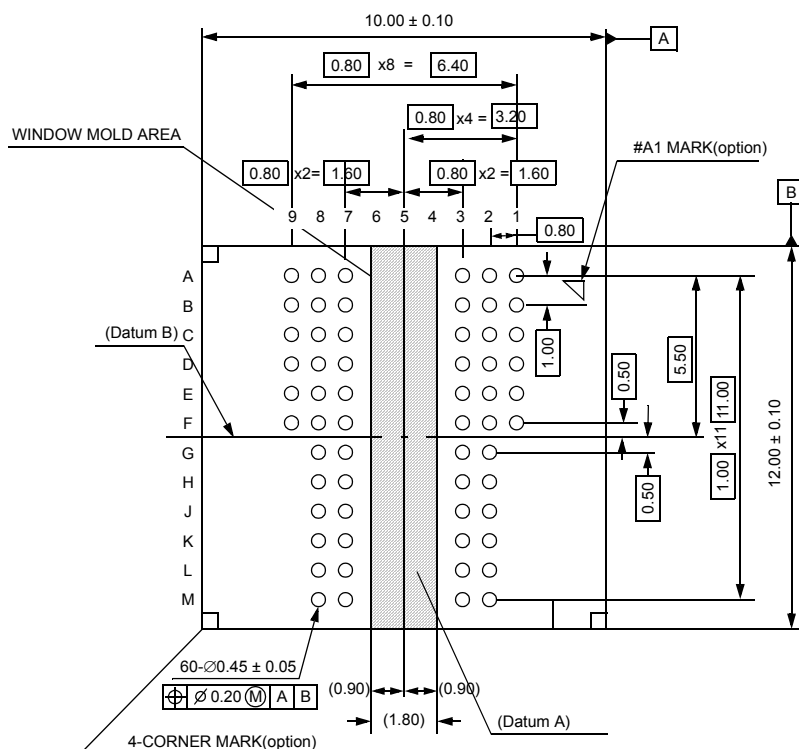 10.00 ± 0.10
A
0.80 x8 = 6.40
0.80 x4 = 3.20
WINDOW MOLD AREA
#A1 MARK(option)
0.80 x2= 1.60
0.80 x2 = 1.60
B
9 8 7 6 5 4 3 2 1
0.80
A
B
C
(Datum B)
D
E
F
G
H
J
K
L
M
1.00
0.50
5.50
1.00 x11 11.00
12.00 ± 0.10
0.50
60-∅0.45 ± 0.05
⌖ ∅ 0.20 Ⓜ A B
(0.90) (0.90)
(1.80)
(Datum A)
4-CORNER MARK(option)